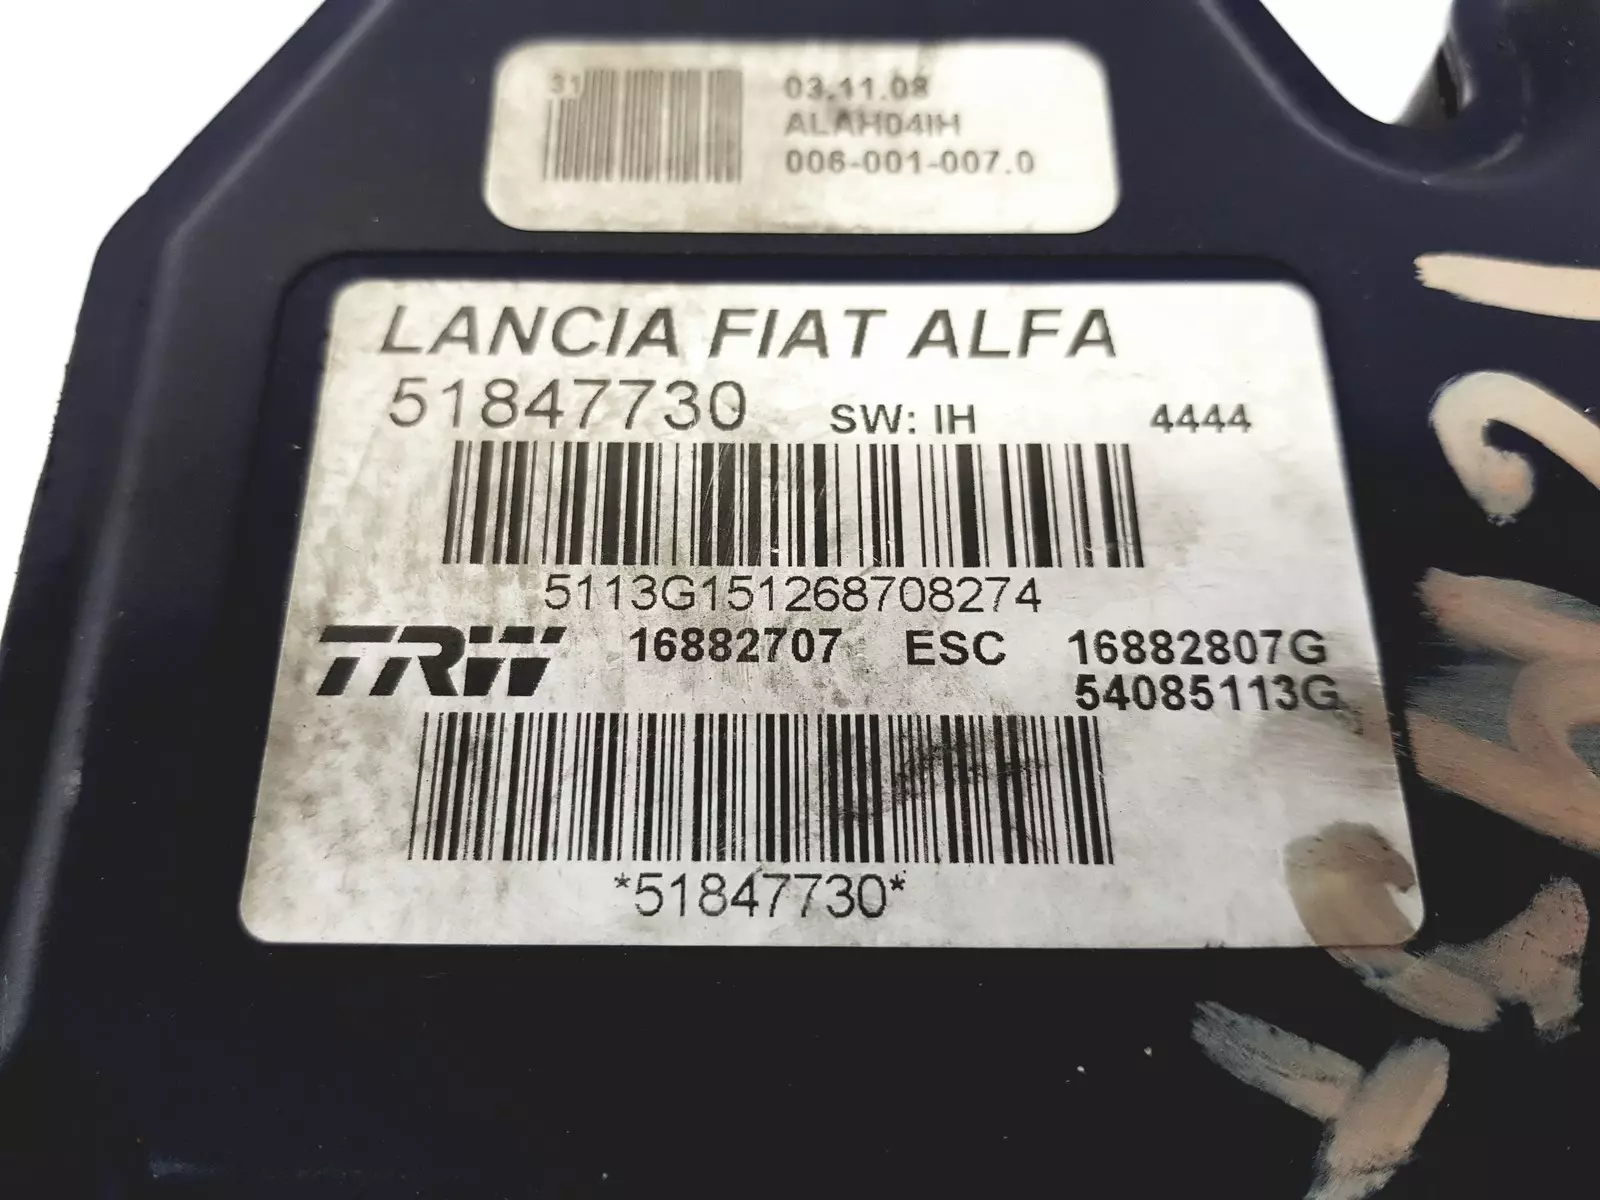 31
03.11.08
ALAH04IH
006-001-007.0
LANCIA FIAT ALFA
51847730 SW: IH 4444
5113G151268708274
TRW 16882707 ESC 16882807G
54085113G
*51847730*